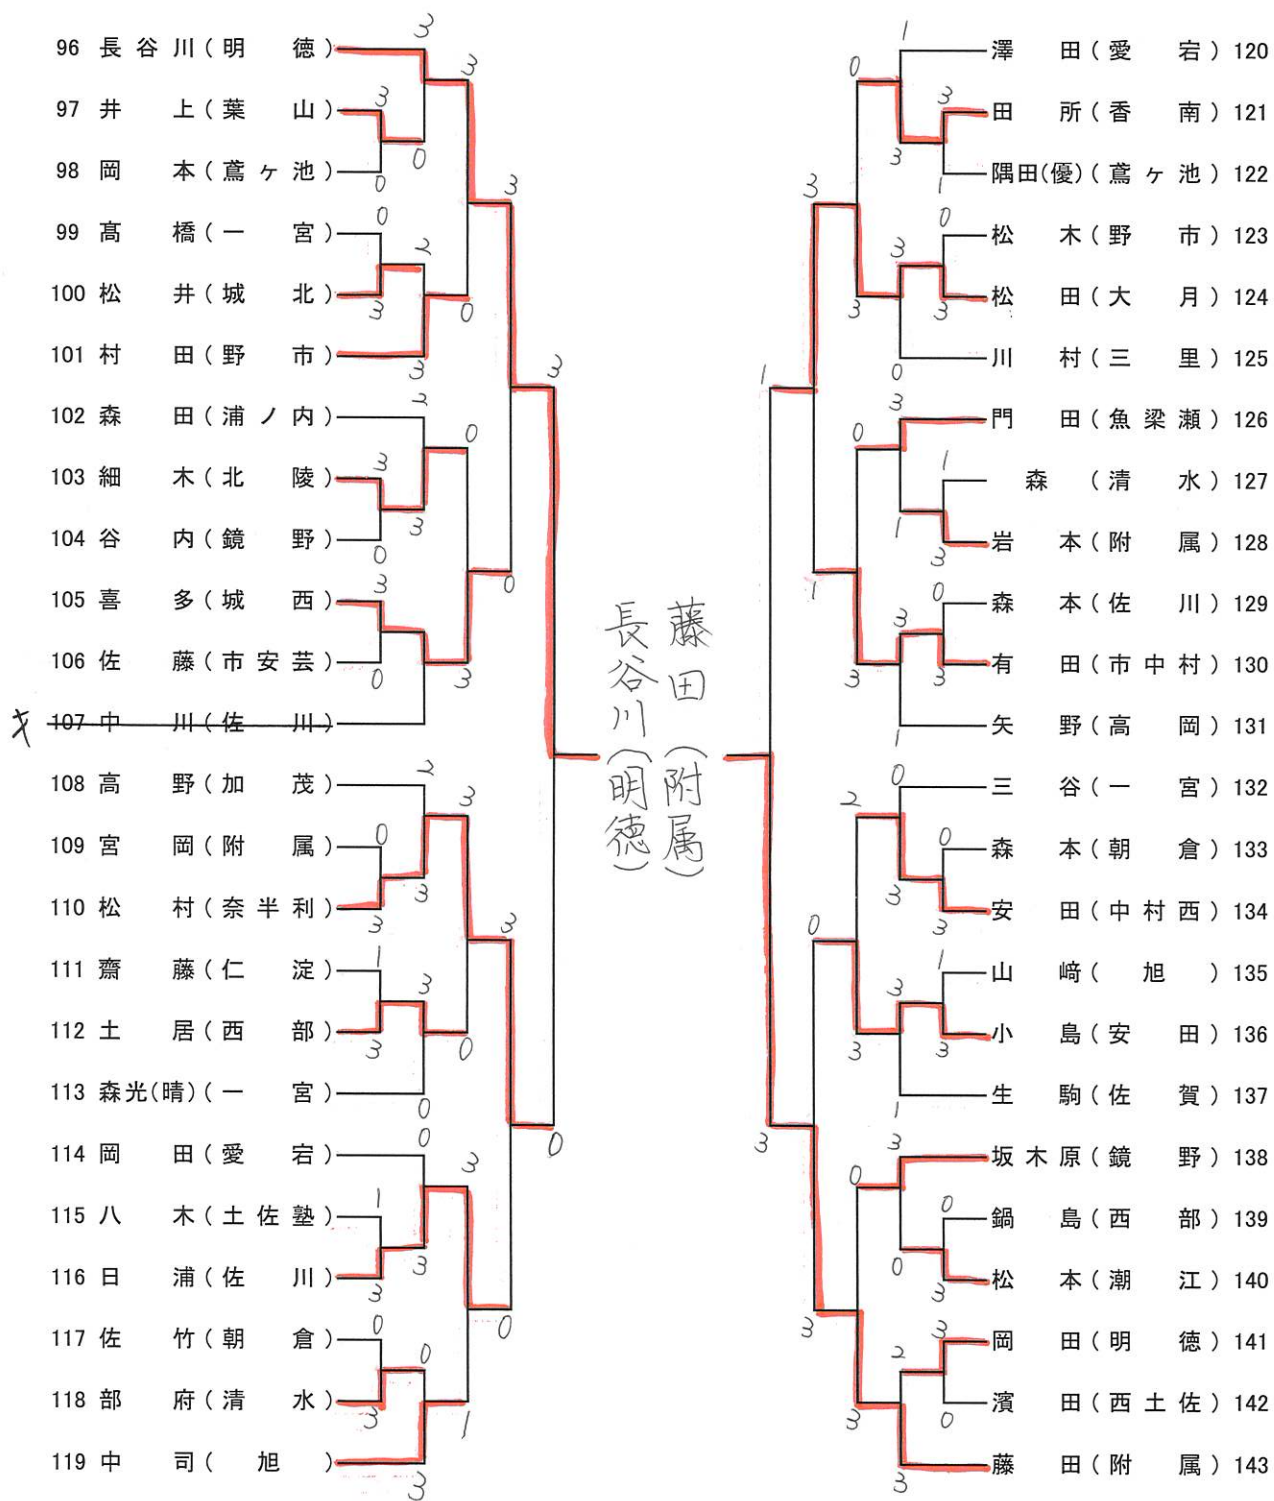 96 長谷川(明徳)
97 井上(葉山)
98 岡本(鳶ヶ池)
99 髙橋(一宮)
100 松井(城北)
101 村田(野市)
102 森田(浦ノ内)
103 細木(北陵)
104 谷内(鏡野)
105 喜多(城西)
106 佐藤(市安芸)
107 中川(佐川)
108 高野(加茂)
109 宮岡(附属)
110 松村(奈半利)
111 齋藤(仁淀)
112 土居(西部)
113 森光(晴)(一宮)
114 岡田(愛宕)
115 八木(土佐塾)
116 日浦(佐川)
117 佐竹(朝倉)
118 部府(清水)
119 中司(旭)
長谷川(明徳)
藤田(附属)
澤田(愛宕)120
田所(香南)121
隅田(優)(鳶ヶ池)122
松木(野市)123
松田(大月)124
川村(三里)125
門田(魚梁瀬)126
森(清水)127
岩本(附属)128
森本(佐川)129
有田(市中村)130
矢野(高岡)131
三谷(一宮)132
森本(朝倉)133
安田(中村西)134
山﨑(旭)135
小島(安田)136
生駒(佐賀)137
坂木原(鏡野)138
鍋島(西部)139
松本(潮江)140
岡田(明徳)141
濱田(西土佐)142
藤田(附属)143